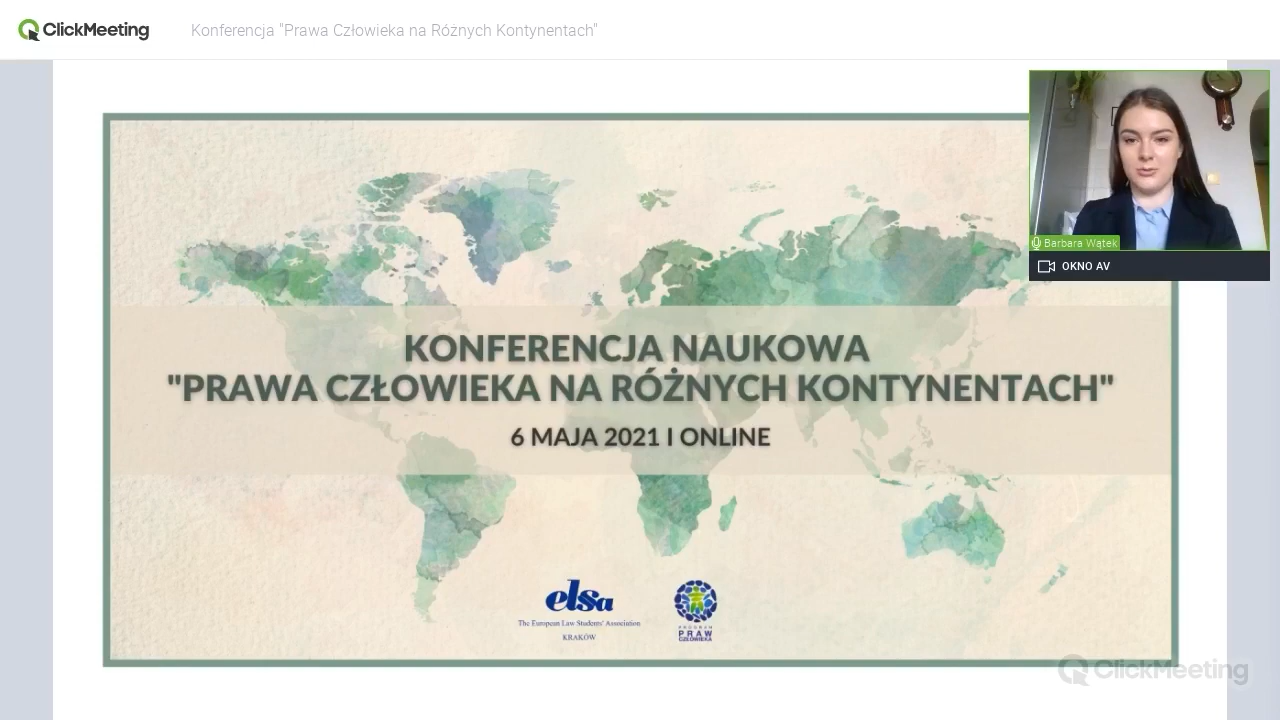 ClickMeeting
Konferencja "Prawa Człowieka na Różnych Kontynentach"
Barbara Wątek
OKNO AV
KONFERENCJA NAUKOWA
"PRAWA CZŁOWIEKA NA RÓŻNYCH KONTYNENTACH"
6 MAJA 2021 I ONLINE
elsa
The European Law Students' Association
KRAKÓW
PROGRAM
PRAW
CZŁOWIEKA
ClickMeeting